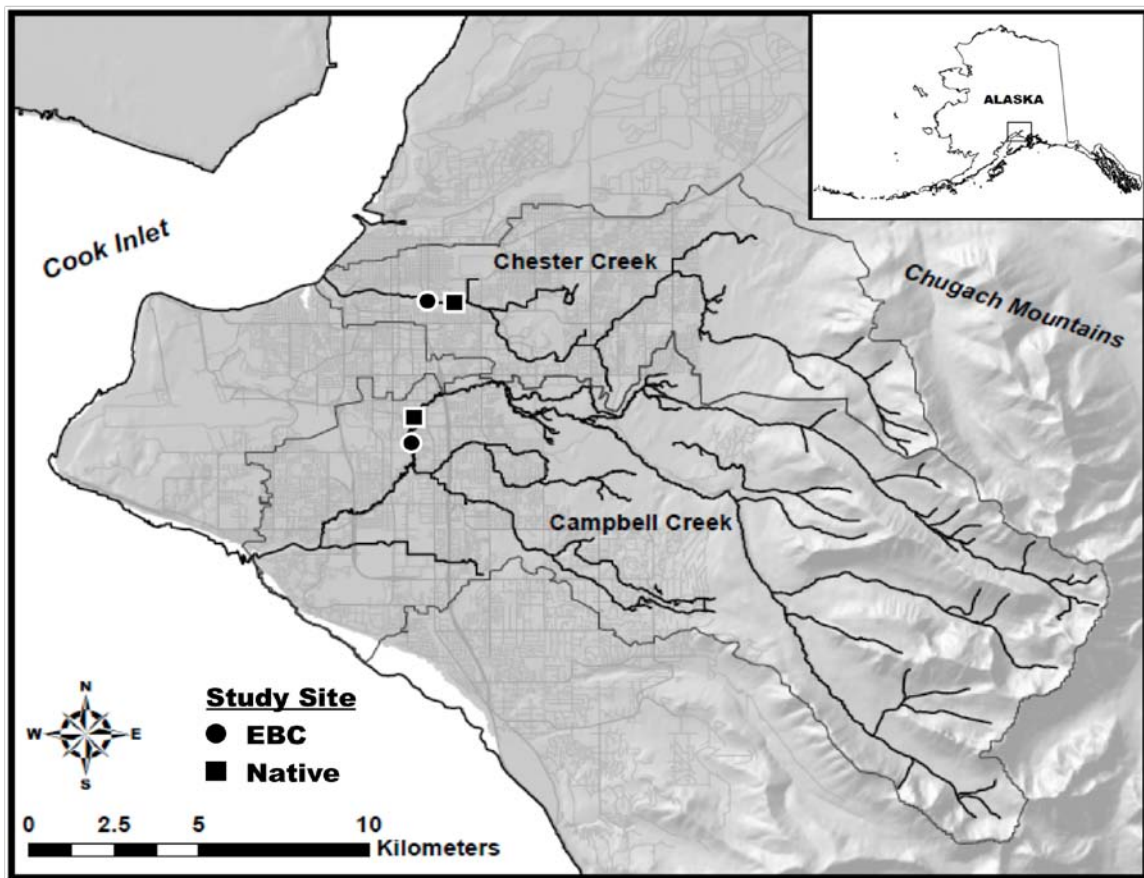 ALASKA
Cook Inlet
Chester Creek
Chugach Mountains
Campbell Creek
N
W E
S
Study Site
EBC
Native
0 2.5 5 10
Kilometers